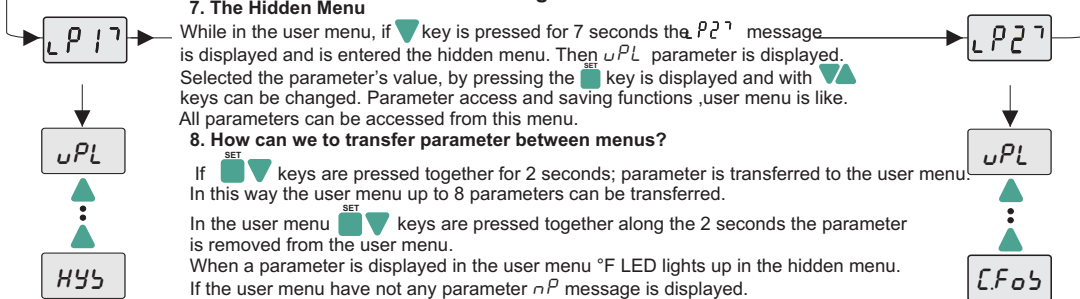 7. The Hidden Menu
While in the user menu, if key is pressed for 7 seconds the LP27 message
is displayed and is entered the hidden menu. Then uPL parameter is displayed.
SET
Selected the parameter's value, by pressing the key is displayed and with
keys can be changed. Parameter access and saving functions ,user menu is like.
All parameters can be accessed from this menu.
8. How can we to transfer parameter between menus?
SET
If keys are pressed together for 2 seconds; parameter is transferred to the user menu.
In this way the user menu up to 8 parameters can be transferred.
SET
In the user menu keys are pressed together along the 2 seconds the parameter
is removed from the user menu.
When a parameter is displayed in the user menu °F LED lights up in the hidden menu.
If the user menu have not any parameter nP message is displayed.
LP17
uPL
HYS
LP27
uPL
C.Fob